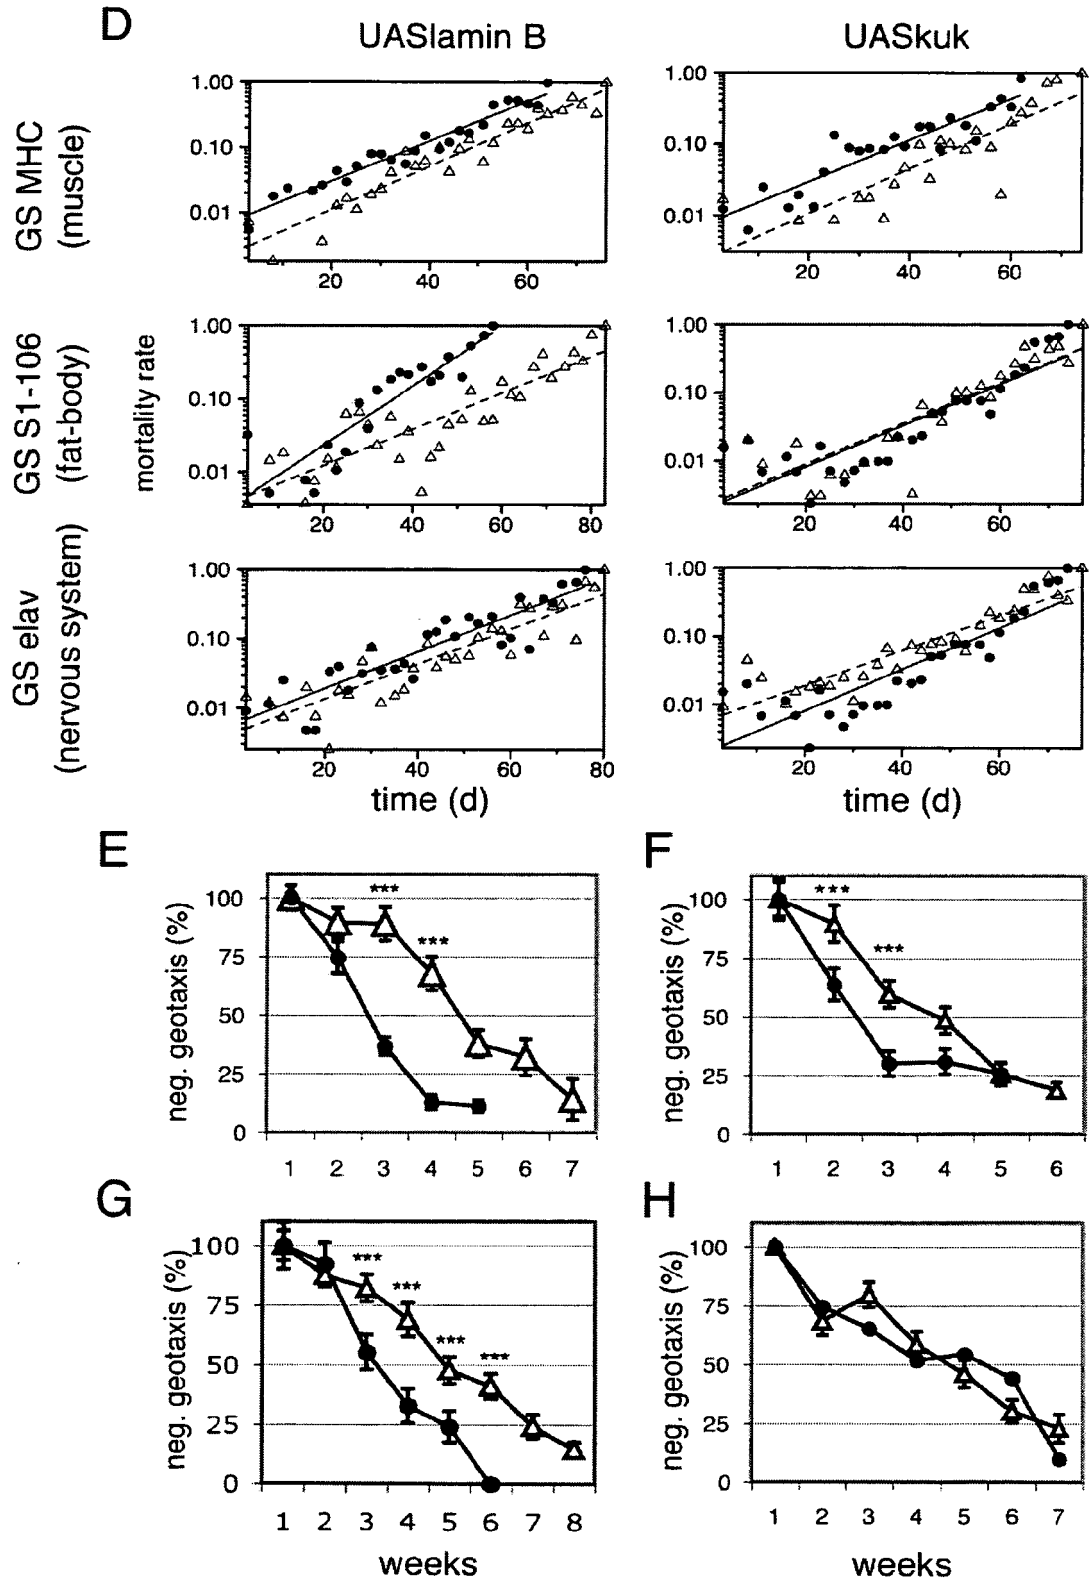 D
UASlamin B
UASkuk
GS MHC
(muscle)
1.00
0.10
0.01
20
40
60
1.00
0.10
0.01
20
40
60
GS S1-106
(fat-body)
mortality rate
1.00
0.10
0.01
20
40
60
80
1.00
0.10
0.01
20
40
60
GS elav
(nervous system)
1.00
0.10
0.01
20
40
60
80
time (d)
1.00
0.10
0.01
20
40
60
time (d)
E
neg. geotaxis (%)
100
75
50
25
0
***
***
1 2 3 4 5 6 7
F
neg. geotaxis (%)
100
75
50
25
0
***
***
1 2 3 4 5 6
G
neg. geotaxis (%)
100
75
50
25
0
***
***
***
***
1 2 3 4 5 6 7 8
weeks
H
neg. geotaxis (%)
100
75
50
25
0
1 2 3 4 5 6 7
weeks